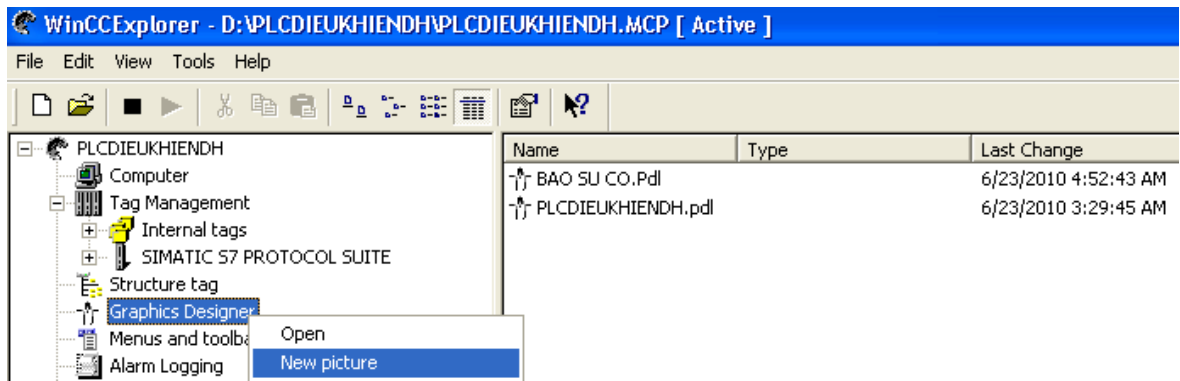 WinCCExplorer - D:\PLCDIEUKHIENDH\PLCDIEUKHIENDH.MCP [ Active ]
File Edit View Tools Help
PLCDIEUKHIENDH
Computer
Tag Management
Internal tags
SIMATIC S7 PROTOCOL SUITE
Structure tag
Graphics Designer
Menus and toolba
Alarm Logging
Open
New picture
Name Type Last Change
BAO SU CO.Pdl 6/23/2010 4:52:43 AM
PLCDIEUKHIENDH.pdl 6/23/2010 3:29:45 AM